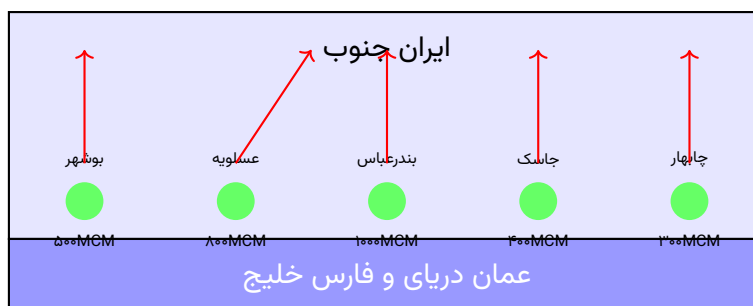 ایران جنوب
چابهار جاسک بندرعباس عسلویه بوشهر
۳۰۰MCM ۴۰۰MCM ۱۰۰۰MCM ۸۰۰MCM ۵۰۰MCM
عمان دریای و فارس خلیج